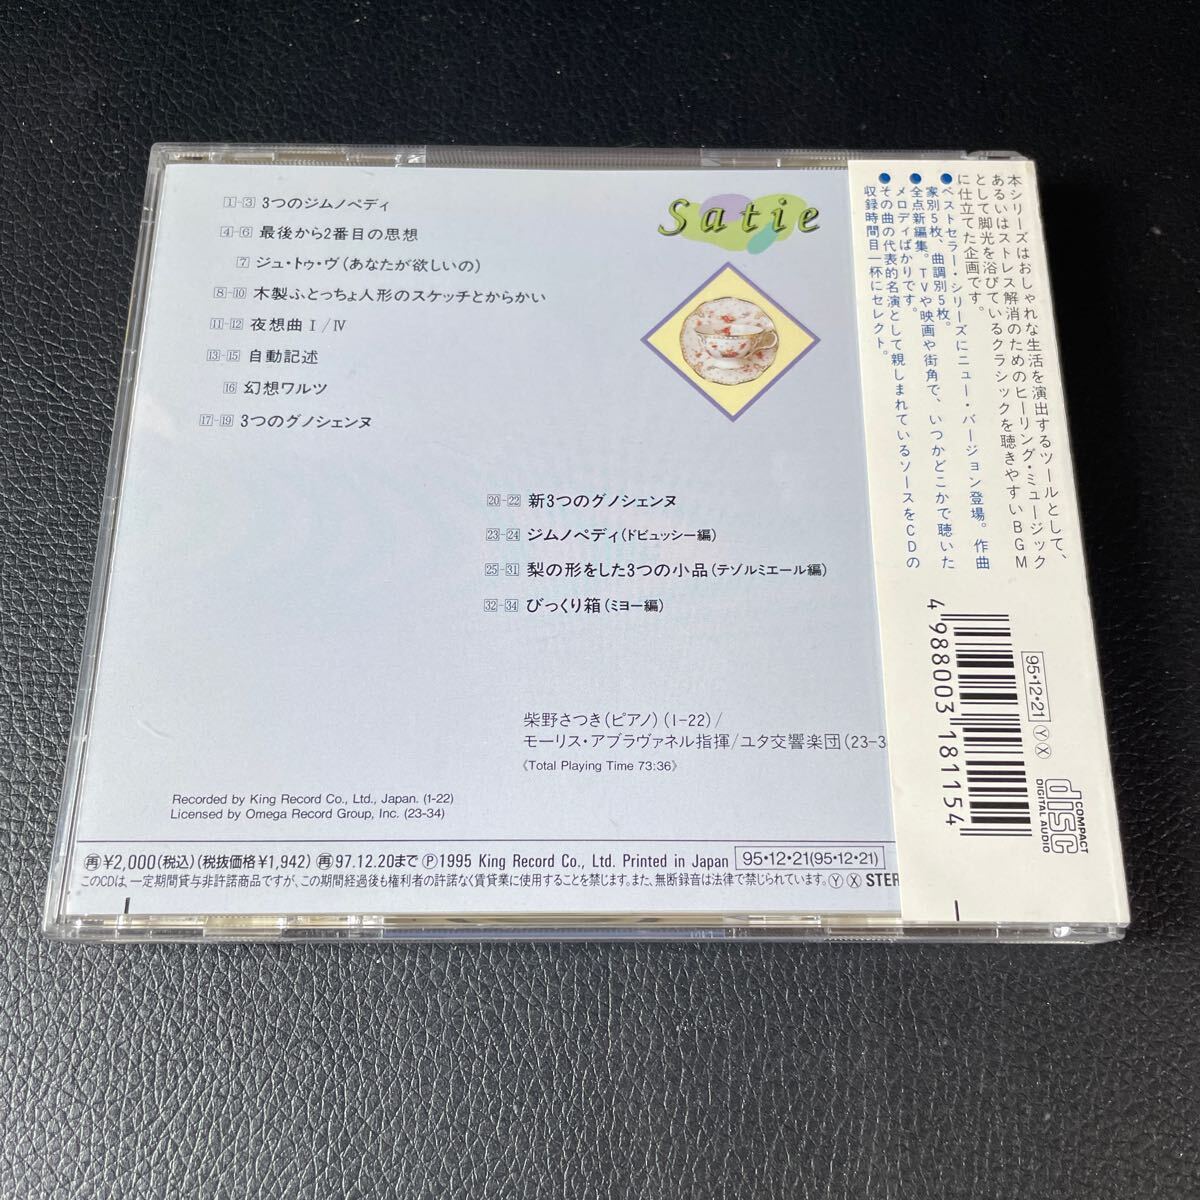 1-3 3つのジムノペディ
4-6 最後から2番目の思想
7 ジュ・トゥ・ヴ(あなたが欲しいの)
8-10 木製ふとっちょ人形のスケッチとからかい
11-12 夜想曲I/IV
13-15 自動記述
16 幻想ワルツ
17-19 3つのグノシェンヌ
Satie
20-22 新3つのグノシェンヌ
23-24 ジムノペディ(ドビュッシー編)
25-31 梨の形をした3つの小品(テゾルミエール編)
32-34 びっくり箱(ミヨー編)
柴野さつき(ピアノ)(1-22)/
モーリス・アブラヴァネル指揮/ユタ交響楽団(23-3
《Total Playing Time 73:36》
Recorded by King Record Co., Ltd., Japan. (1-22)
Licensed by Omega Record Group, Inc. (23-34)
再¥2,000(税込)(税抜価格¥1,942) 再97.12.20まで Ⓟ1995 King Record Co., Ltd. Printed in Japan 95・12・21(95・12・21)
このCDは、一定期間貸与非許諾商品ですが、この期間経過後も権利者の許諾なく賃貸業に使用することを禁じます。また、無断録音は法律で禁じられています。ⓎⓍ STER
本シリーズはおしゃれな生活を演出するツールとして、
あるいはストレス解消のためのヒーリング・ミュージック
として脚光を浴びているクラシックを聴きやすいBGM
に仕立てた企画です。
●ベストセラー・シリーズにニュー・バージョン登場。作曲
家別5枚、曲調別5枚。
●全点新編集。TVや映画や街角で、いつかどこかで聴いた
メロディばかりです。
●その曲の代表的名演として親しまれているソースをCDの
収録時間目一杯にセレクト。
4988003181154
95・12・21 ⓎⓍ
COMPACT
disc
DIGITAL AUDIO